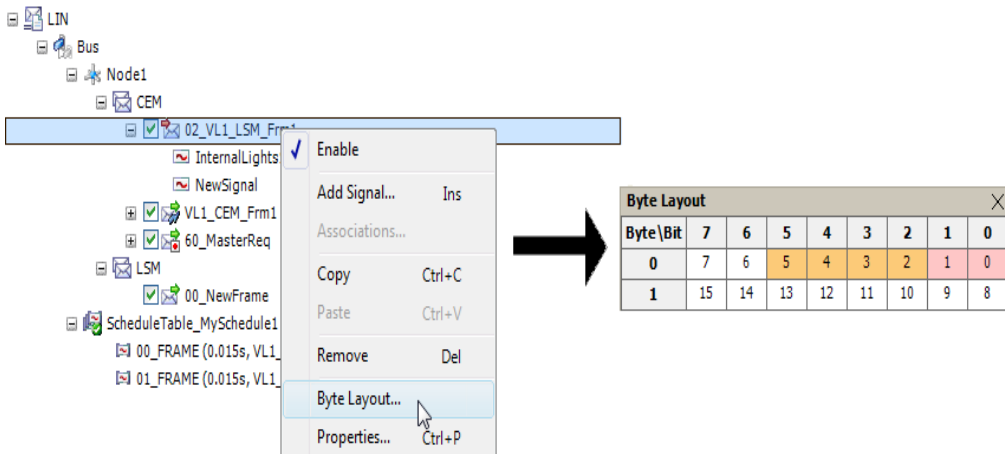 LIN
Bus
Node1
CEM
02_VL1_LSM_Frm1
InternalLights
NewSignal
VL1_CEM_Frm1
60_MasterReq
LSM
00_NewFrame
ScheduleTable_MySchedule1
00_FRAME (0.015s, VL1_
01_FRAME (0.015s, VL1_
Enable
Add Signal... Ins
Associations...
Copy Ctrl+C
Paste Ctrl+V
Remove Del
Byte Layout...
Properties... Ctrl+P
Byte Layout X
Byte\Bit 7 6 5 4 3 2 1 0
0 7 6 5 4 3 2 1 0
1 15 14 13 12 11 10 9 8